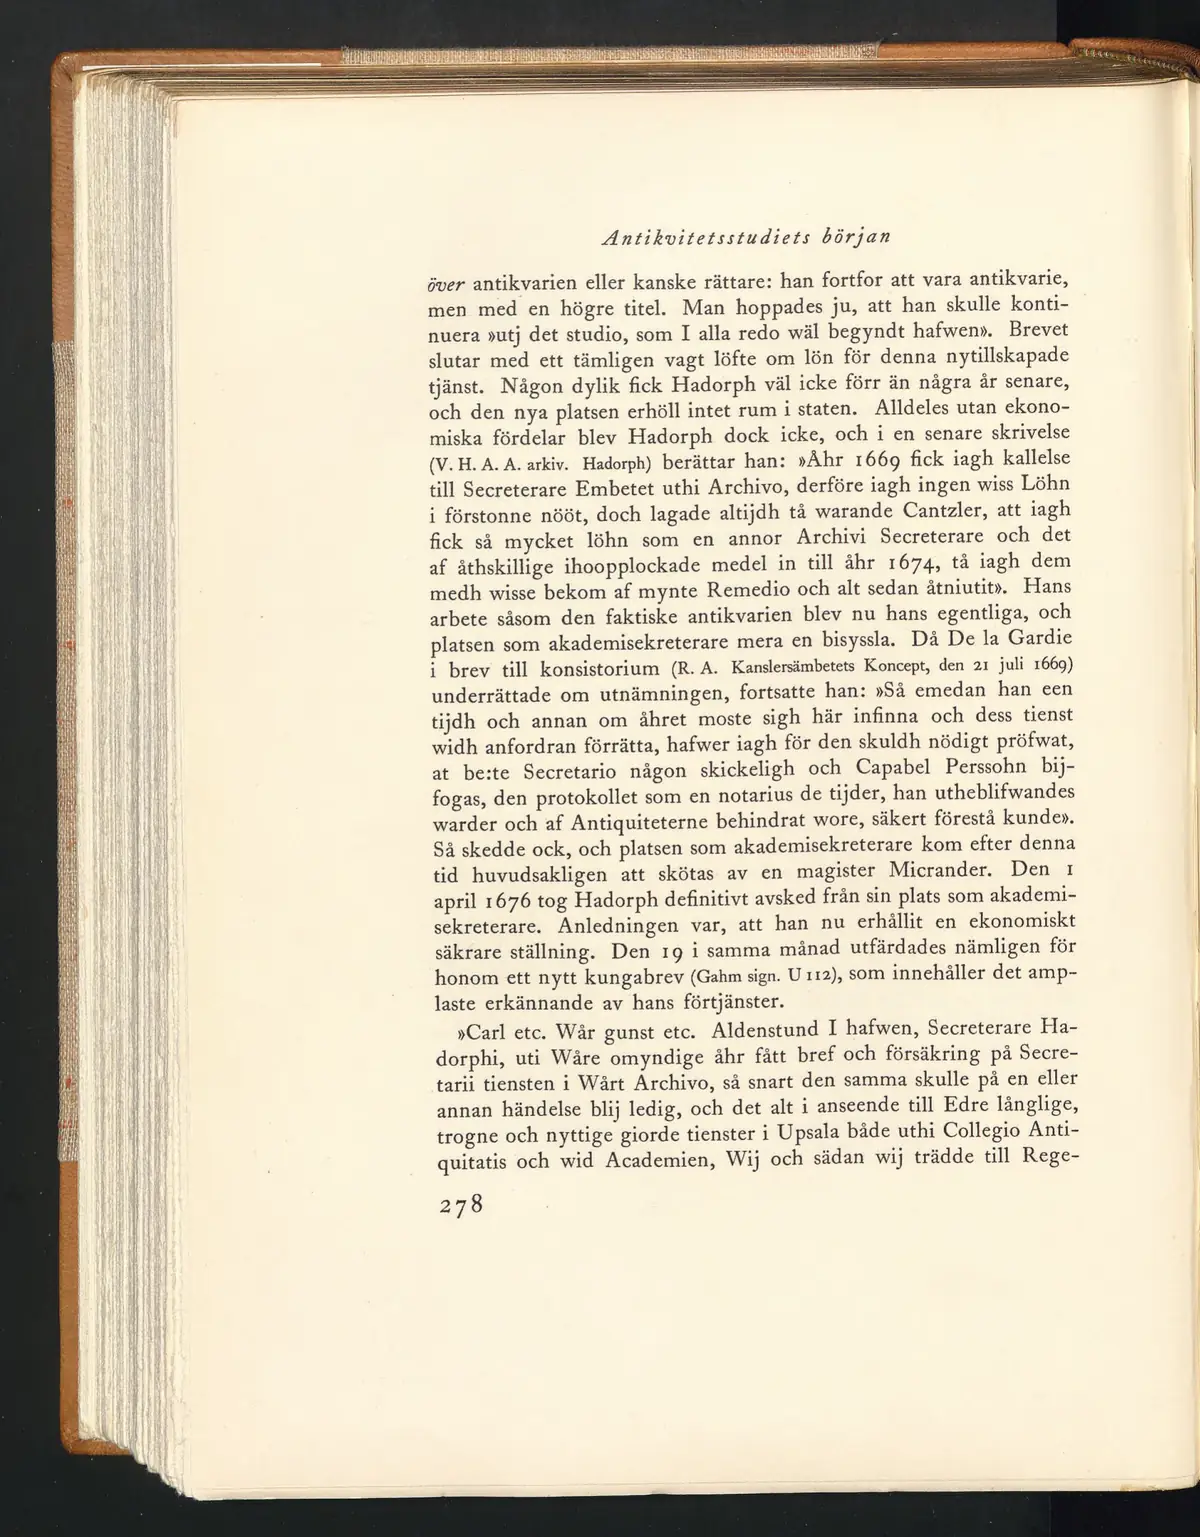 Antikvitetsstudiets början
över antikvarien eller kanske rättare: han fortfor att vara antikvarie,
men med en högre titel. Man hoppades ju, att han skulle konti-
nuera »utj det studio, som I alla redo wäl begyndt hafwen». Brevet
slutar med ett tämligen vagt löfte om lön för denna nytillskapade
tjänst. Någon dylik fick Hadorph väl icke förr än några år senare,
och den nya platsen erhöll intet rum i staten. Alldeles utan ekono-
miska fördelar blev Hadorph dock icke, och i en senare skrivelse
(V. H. A. A. arkiv. Hadorph) berättar han: »Åhr 1669 fick iagh kallelse
till Secreterare Embetet uthi Archivo, derföre iagh ingen wiss Löhn
i förstonne nööt, doch lagade altijdh tå warande Cantzler, att iagh
fick så mycket löhn som en annor Archivi Secreterare och det
af åthskillige ihoopplockade medel in till åhr 1674, tå iagh dem
medh wisse bekom af mynte Remedio och alt sedan åtniutit». Hans
arbete såsom den faktiske antikvarien blev nu hans egentliga, och
platsen som akademisekreterare mera en bisyssla. Då De la Gardie
i brev till konsistorium (R. A. Kanslersämbetets Koncept, den 21 juli 1669)
underrättade om utnämningen, fortsatte han: »Så emedan han een
tijdh och annan om åhret moste sigh här infinna och dess tienst
widh anfordran förrätta, hafwer iagh för den skuldh nödigt pröfwat,
at be:te Secretario någon skickeligh och Capabel Perssohn bij-
fogas, den protokollet som en notarius de tijder, han utheblifwandes
warder och af Antiquiteterne behindrat wore, säkert förestå kunde».
Så skedde ock, och platsen som akademisekreterare kom efter denna
tid huvudsakligen att skötas av en magister Micrander. Den 1
april 1676 tog Hadorph definitivt avsked från sin plats som akademi-
sekreterare. Anledningen var, att han nu erhållit en ekonomiskt
säkrare ställning. Den 19 i samma månad utfärdades nämligen för
honom ett nytt kungabrev (Gahm sign. U 112), som innehåller det amp-
laste erkännande av hans förtjänster.
»Carl etc. Wår gunst etc. Aldenstund I hafwen, Secreterare Ha-
dorphi, uti Wåre omyndige åhr fått bref och försäkring på Secre-
tarii tiensten i Wårt Archivo, så snart den samma skulle på en eller
annan händelse blij ledig, och det alt i anseende till Edre långlige,
trogne och nyttige giorde tienster i Upsala både uthi Collegio Anti-
quitatis och wid Academien, Wij och sädan wij trädde till Rege-
278